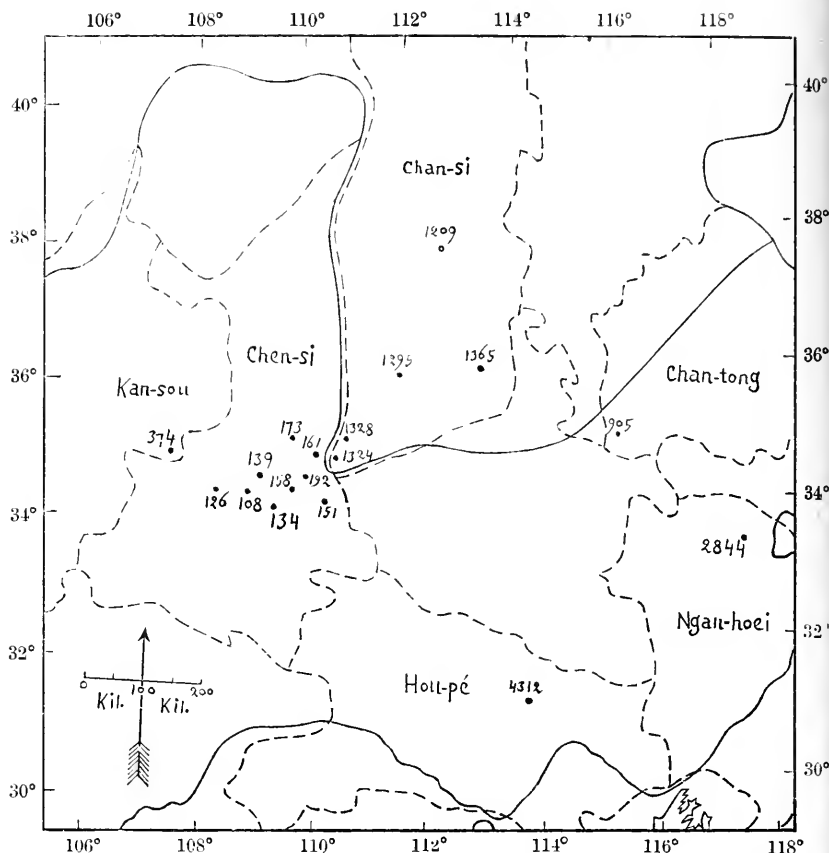 106° 108° 110° 112° 114° 116° 118°
40° 40°
Chan-si
1209
38° 38°
Chen-si
1295 1365
36° 36°
Kan-sou
Chan-tong
374
173 161 1328
1905
139 158 192 1324
126 108 134 151
34° 34°
2844
Ngan-hoei
32° 32°
0 100 200
Kil. Kil.
Hou-pé
4312
30° 30°
106° 108° 110° 112° 114° 116° 118°